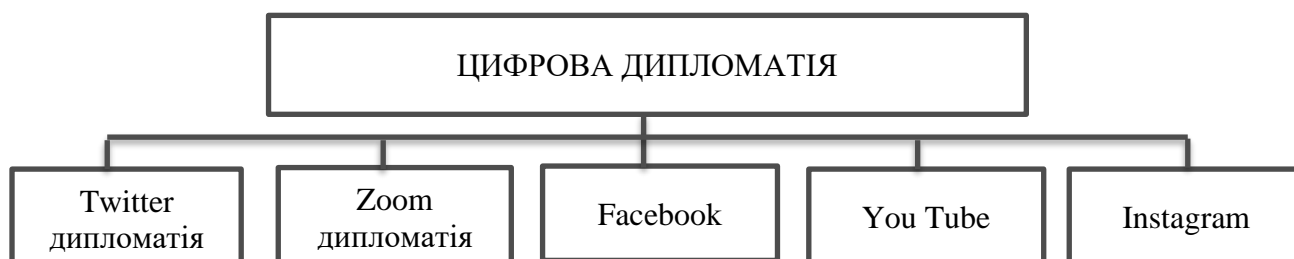 ЦИФРОВА ДИПЛОМАТІЯ
Twitter
дипломатія
Zoom
дипломатія
Facebook
You Tube
Instagram